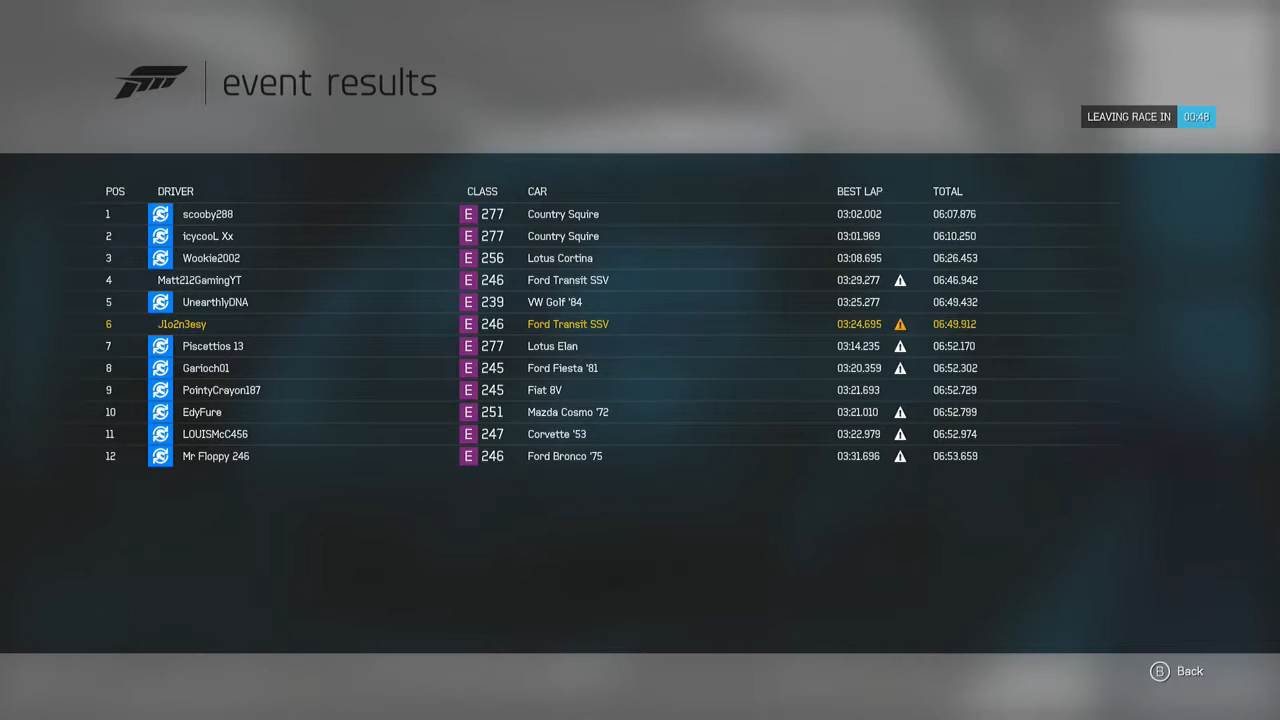 event results
LEAVING RACE IN 00:48
POS DRIVER CLASS CAR BEST LAP TOTAL
1 scooby288 E 277 Country Squire 03:02.002 06:07.876
2 icycooL Xx E 277 Country Squire 03:01.969 06:10.250
3 Wookie2002 E 256 Lotus Cortina 03:08.695 06:26.453
4 Matt212GamingYT E 246 Ford Transit SSV 03:29.277 06:46.942
5 UnearthlyDNA E 239 VW Golf '84 03:25.277 06:49.432
6 J1o2n3esy E 246 Ford Transit SSV 03:24.695 06:49.912
7 Piscettios 13 E 277 Lotus Elan 03:14.235 06:52.170
8 Garioch01 E 245 Ford Fiesta '81 03:20.359 06:52.302
9 PointyCrayon187 E 245 Fiat 8V 03:21.693 06:52.729
10 EdyFure E 251 Mazda Cosmo '72 03:21.010 06:52.799
11 LOUISMcC456 E 247 Corvette '53 03:22.979 06:52.974
12 Mr Floppy 246 E 246 Ford Bronco '75 03:31.696 06:53.659
B Back